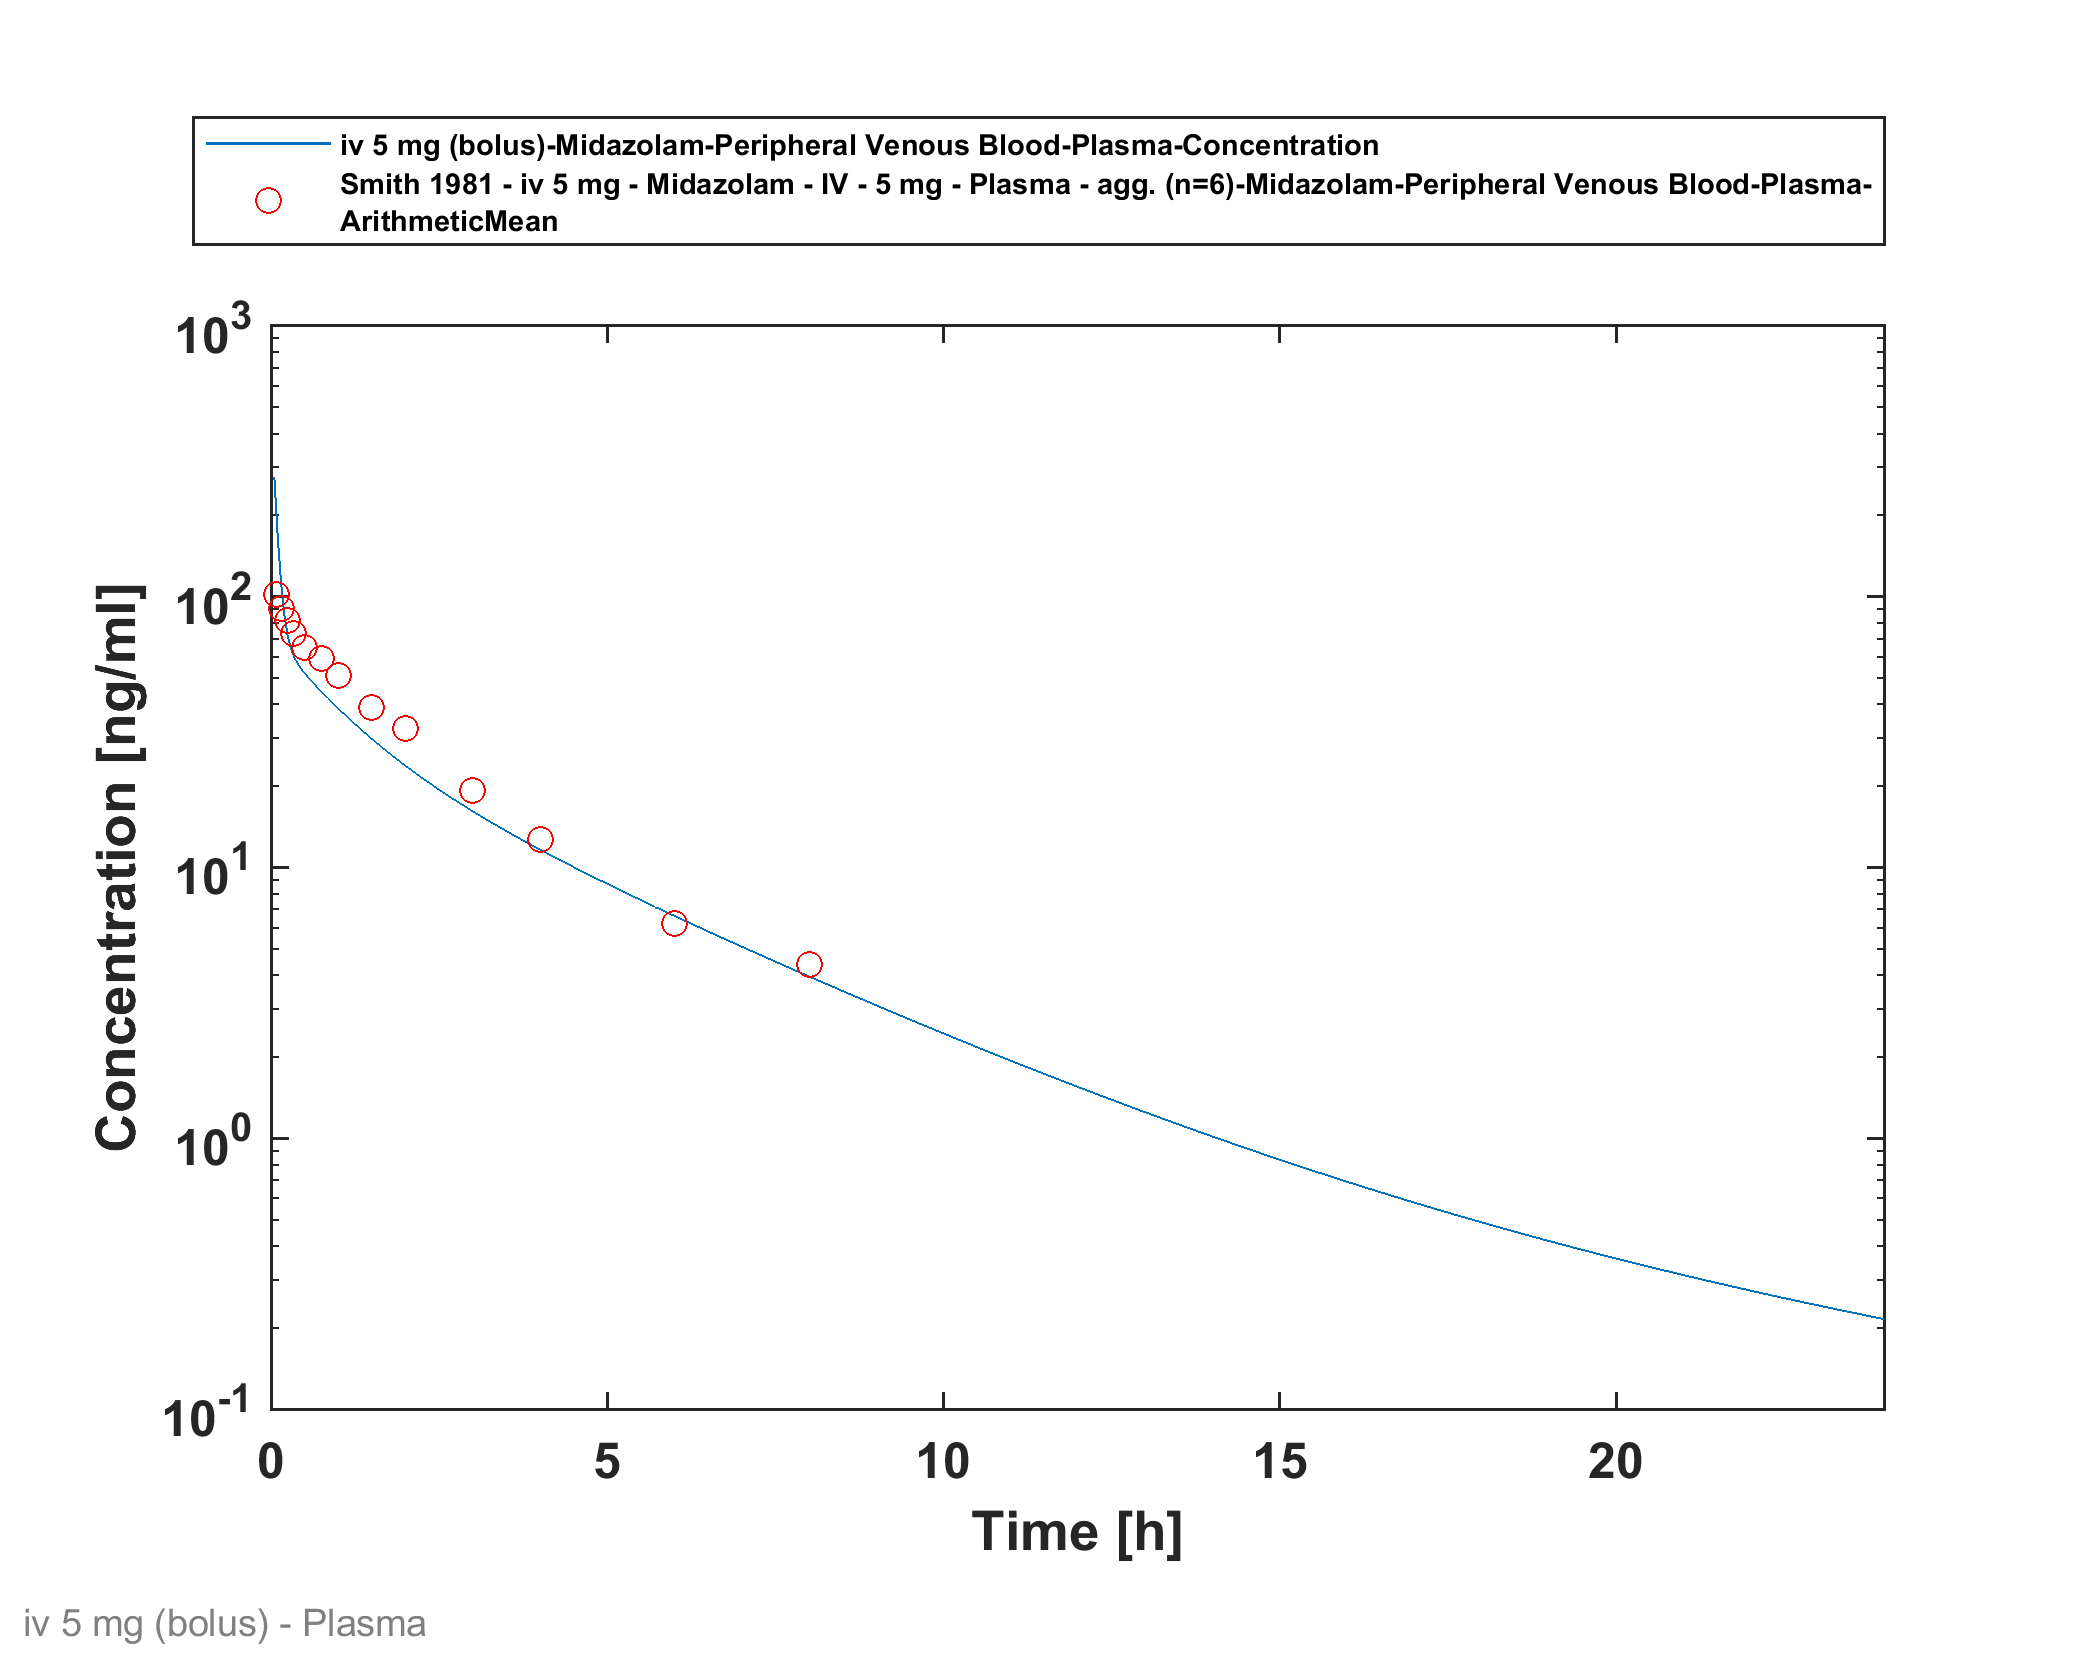 iv 5 mg (bolus)-Midazolam-Peripheral Venous Blood-Plasma-Concentration
Smith 1981 - iv 5 mg - Midazolam - IV - 5 mg - Plasma - agg. (n=6)-Midazolam-Peripheral Venous Blood-Plasma-
ArithmeticMean
10^3
10^2
10^1
10^0
10^-1
Concentration [ng/ml]
0 5 10 15 20
Time [h]
iv 5 mg (bolus) - Plasma